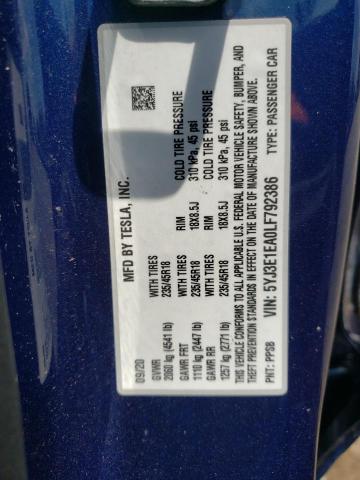 MFD BY TESLA, INC.
09/20
GVWR WITH TIRES RIM COLD TIRE PRESSURE
2060 kg (4541 lb) 235/45R18 18X8.5J 310 kPa, 45 psi
GAWR FRT WITH TIRES RIM COLD TIRE PRESSURE
1110 kg (2447 lb) 235/45R18 18X8.5J 310 kPa, 45 psi
GAWR RR
1257 kg (2771 lb) 235/45R18 18X8.5J 310 kPa, 45 psi
THIS VEHICLE CONFORMS TO ALL APPLICABLE U.S. FEDERAL MOTOR VEHICLE SAFETY, BUMPER, AND
THEFT PREVENTION STANDARDS IN EFFECT ON THE DATE OF MANUFACTURE SHOWN ABOVE.
VIN: 5YJ3E1EA0LF792386 TYPE: PASSENGER CAR
PNT: PPSB